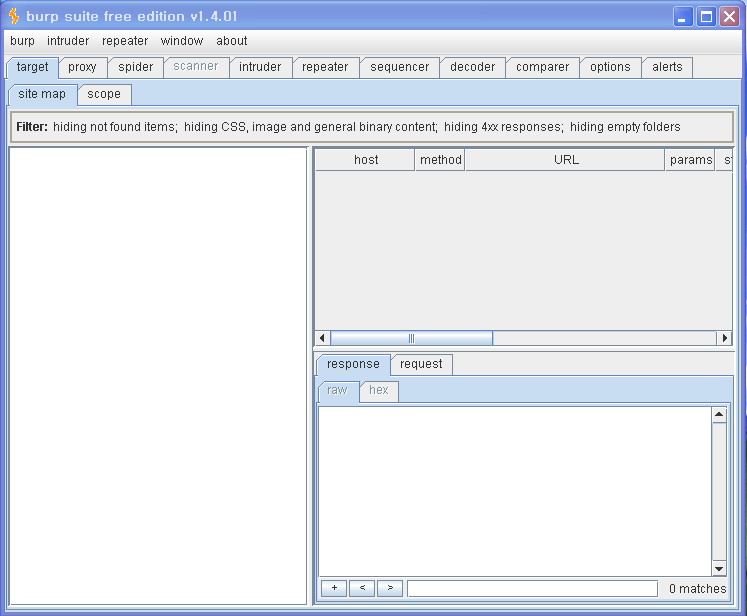 burp suite free edition v1.4.01
burp intruder repeater window about
target proxy spider scanner intruder repeater sequencer decoder comparer options alerts
site map scope
Filter: hiding not found items; hiding CSS, image and general binary content; hiding 4xx responses; hiding empty folders
host method URL params st
response request
raw hex
+ < > 0 matches